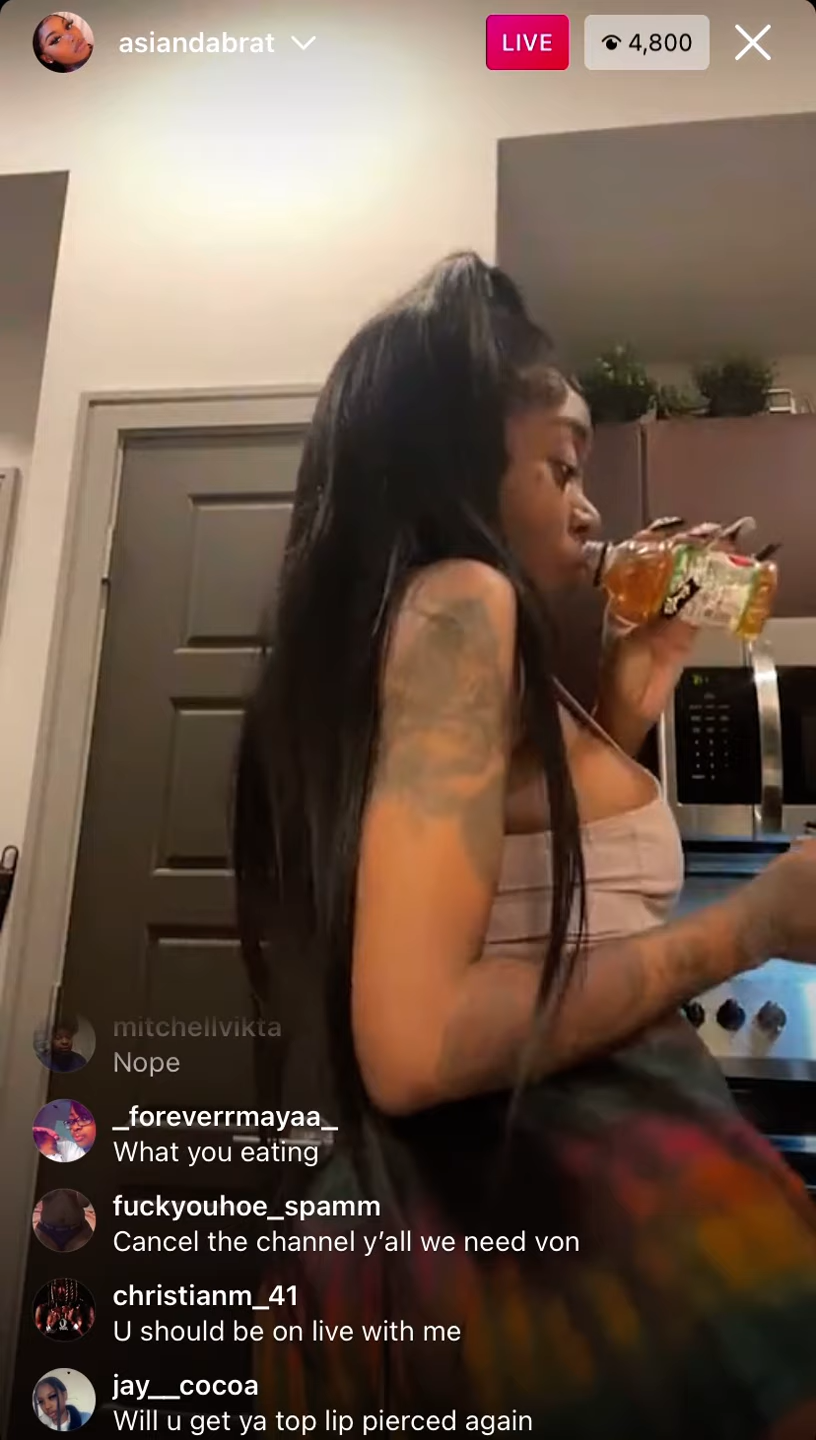 asiandabrat
LIVE
4,800
mitchellvikta
Nope
_foreverrmayaa_
What you eating
fuckyouhoe_spamm
Cancel the channel y’all we need von
christianm_41
U should be on live with me
jay__cocoa
Will u get ya top lip pierced again